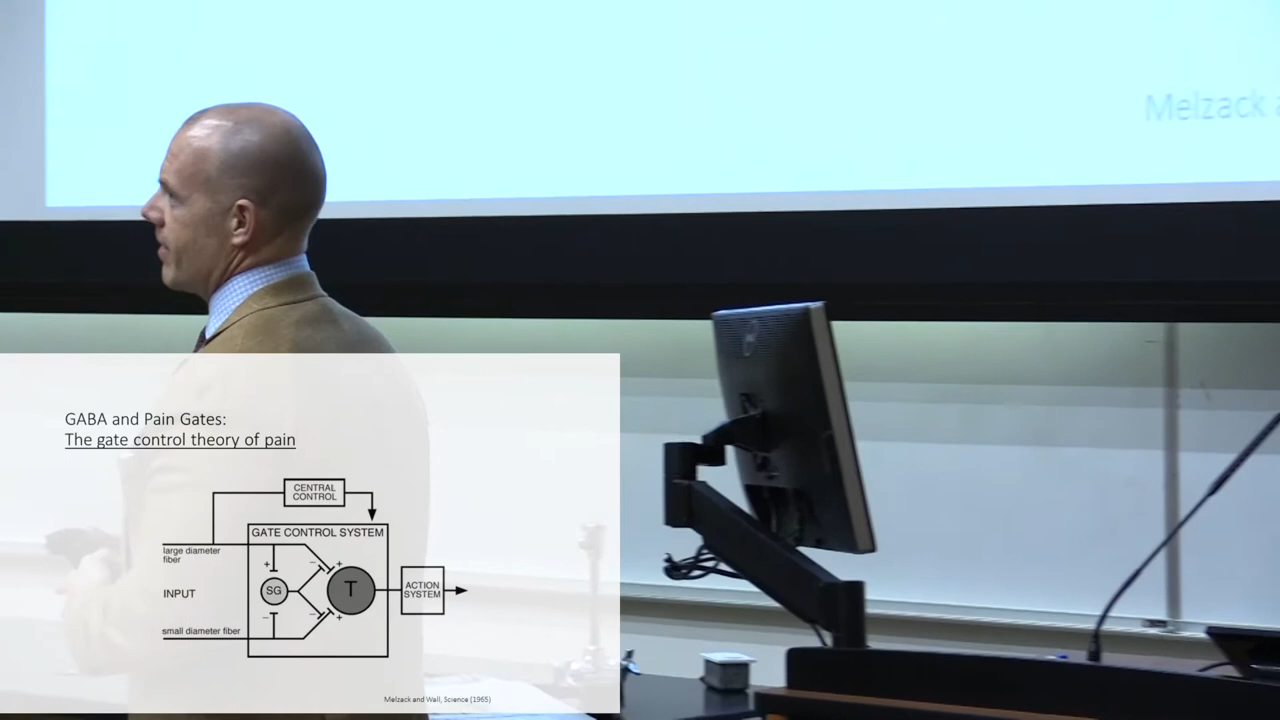 Melzack
GABA and Pain Gates:
The gate control theory of pain
CENTRAL
CONTROL
GATE CONTROL SYSTEM
large diameter
fiber
+
– +
SG
T
ACTION
SYSTEM
INPUT
–
– +
small diameter fiber
Melzack and Wall, Science (1965)